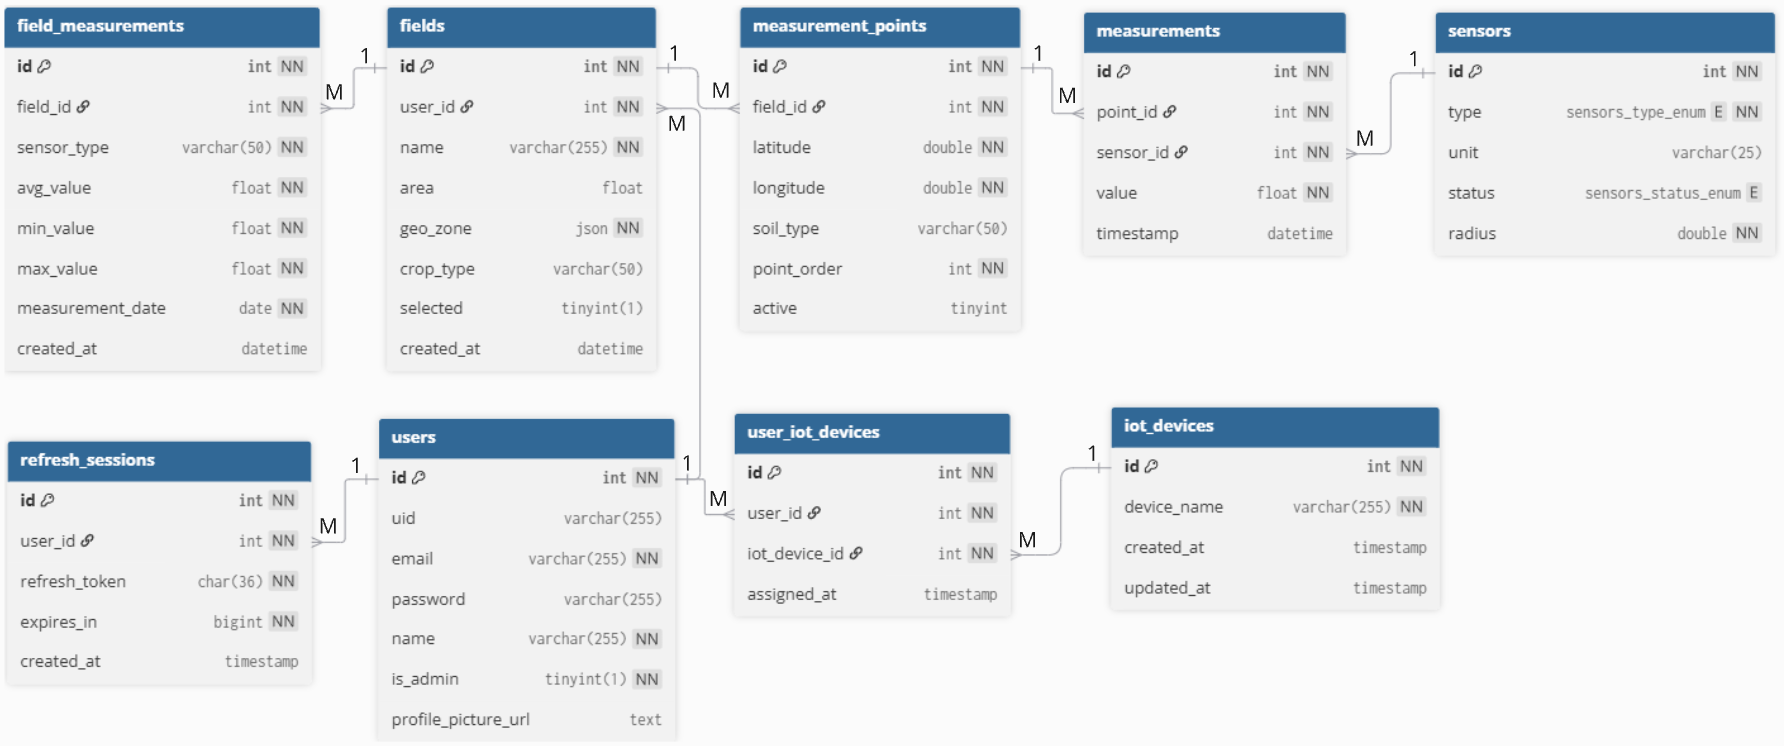 field_measurements
id int NN
field_id int NN
sensor_type varchar(50) NN
avg_value float NN
min_value float NN
max_value float NN
measurement_date date NN
created_at datetime
1
M
fields
id int NN
user_id int NN
name varchar(255) NN
area float
geo_zone json NN
crop_type varchar(50)
selected tinyint(1)
created_at datetime
1
M
M
measurement_points
id int NN
field_id int NN
latitude double NN
longitude double NN
soil_type varchar(50)
point_order int NN
active tinyint
1
M
measurements
id int NN
point_id int NN
sensor_id int NN
value float NN
timestamp datetime
1
M
sensors
id int NN
type sensors_type_enum E NN
unit varchar(25)
status sensors_status_enum E
radius double NN
refresh_sessions
id int NN
user_id int NN
refresh_token char(36) NN
expires_in bigint NN
created_at timestamp
1
M
users
id int NN
uid varchar(255)
email varchar(255) NN
password varchar(255)
name varchar(255) NN
is_admin tinyint(1) NN
profile_picture_url text
1
M
user_iot_devices
id int NN
user_id int NN
iot_device_id int NN
assigned_at timestamp
1
M
iot_devices
id int NN
device_name varchar(255) NN
created_at timestamp
updated_at timestamp